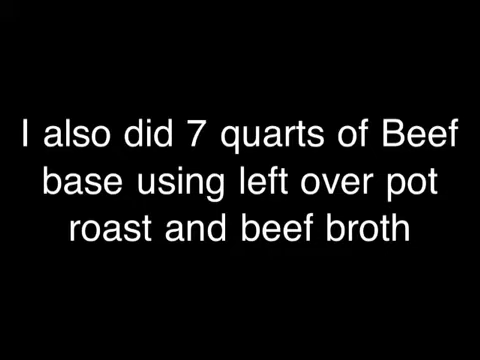 I also did 7 quarts of Beef
base using left over pot
roast and beef broth